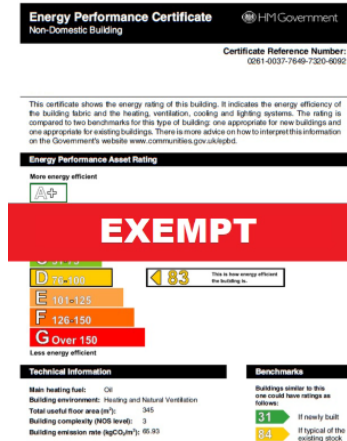 Energy Performance Certificate
HM Government
Non-Domestic Building
Certificate Reference Number:
0261-0037-7649-7320-6092
This certificate shows the energy rating of this building. It indicates the energy efficiency of
the building fabric and the heating, ventilation, cooling and lighting systems. The rating is
compared to two benchmarks for this type of building: one appropriate for new buildings and
one appropriate for existing buildings. There is more advice on how to interpret this information
on the Government's website www.communities.gov.uk/epbd.
Energy Performance Asset Rating
More energy efficient
A+
EXEMPT
D 76-100
83
This is how energy efficient
the building is.
E 101-125
F 126-150
G Over 150
Less energy efficient
Technical Information
Main heating fuel: Oil
Building environment: Heating and Natural Ventilation
Total useful floor area (m²): 345
Building complexity (NOS level): 3
Building emission rate (kgCO₂/m²): 65.93
Benchmarks
Buildings similar to this
one could have ratings as
follows:
31 If newly built
84 If typical of the
existing stock